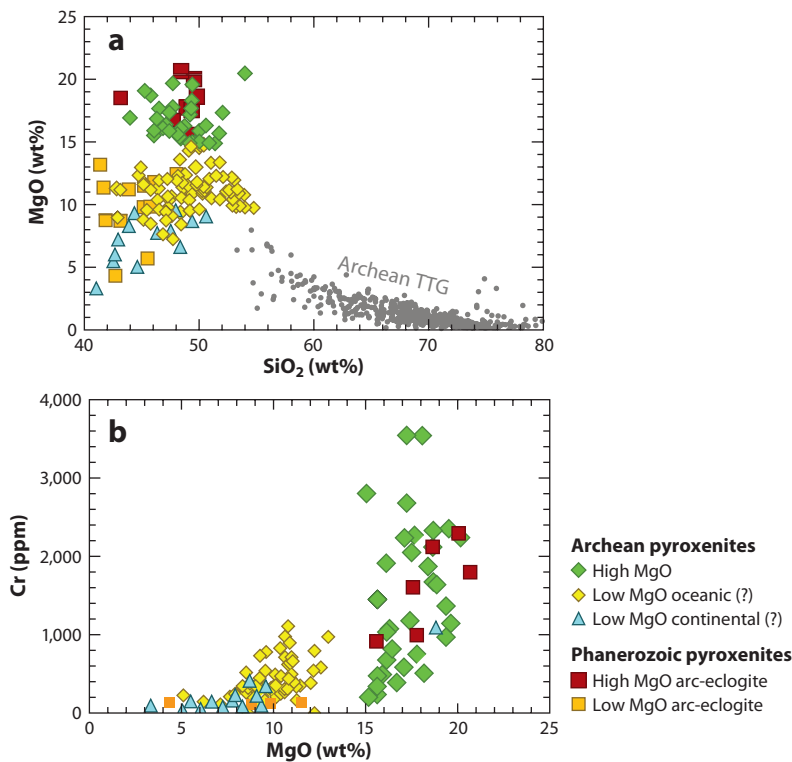 25
20
15
10
5
0
MgO (wt%)
a
Archean TTG
40
50
60
70
80
SiO₂ (wt%)
4,000
3,000
2,000
1,000
0
Cr (ppm)
b
0
5
10
15
20
25
MgO (wt%)
Archean pyroxenites
High MgO
Low MgO oceanic (?)
Low MgO continental (?)
Phanerozoic pyroxenites
High MgO arc-eclogite
Low MgO arc-eclogite